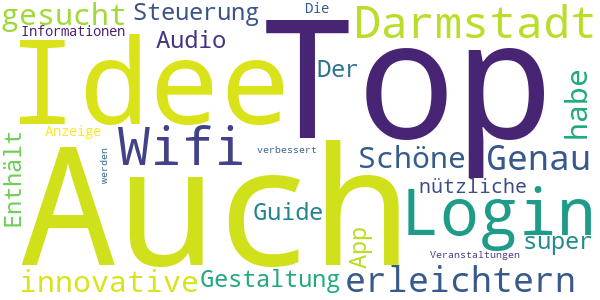 gesucht
Steuerung
Die
Darmstadt
Informationen
Audio
Top
Idee
Der
habe
Anzeige
Wifi
Enthält
werden
verbessert
Schöne
Genau
Auch
nützliche
Login
Guide
super
App
Veranstaltungen
innovative
Gestaltung
erleichtern